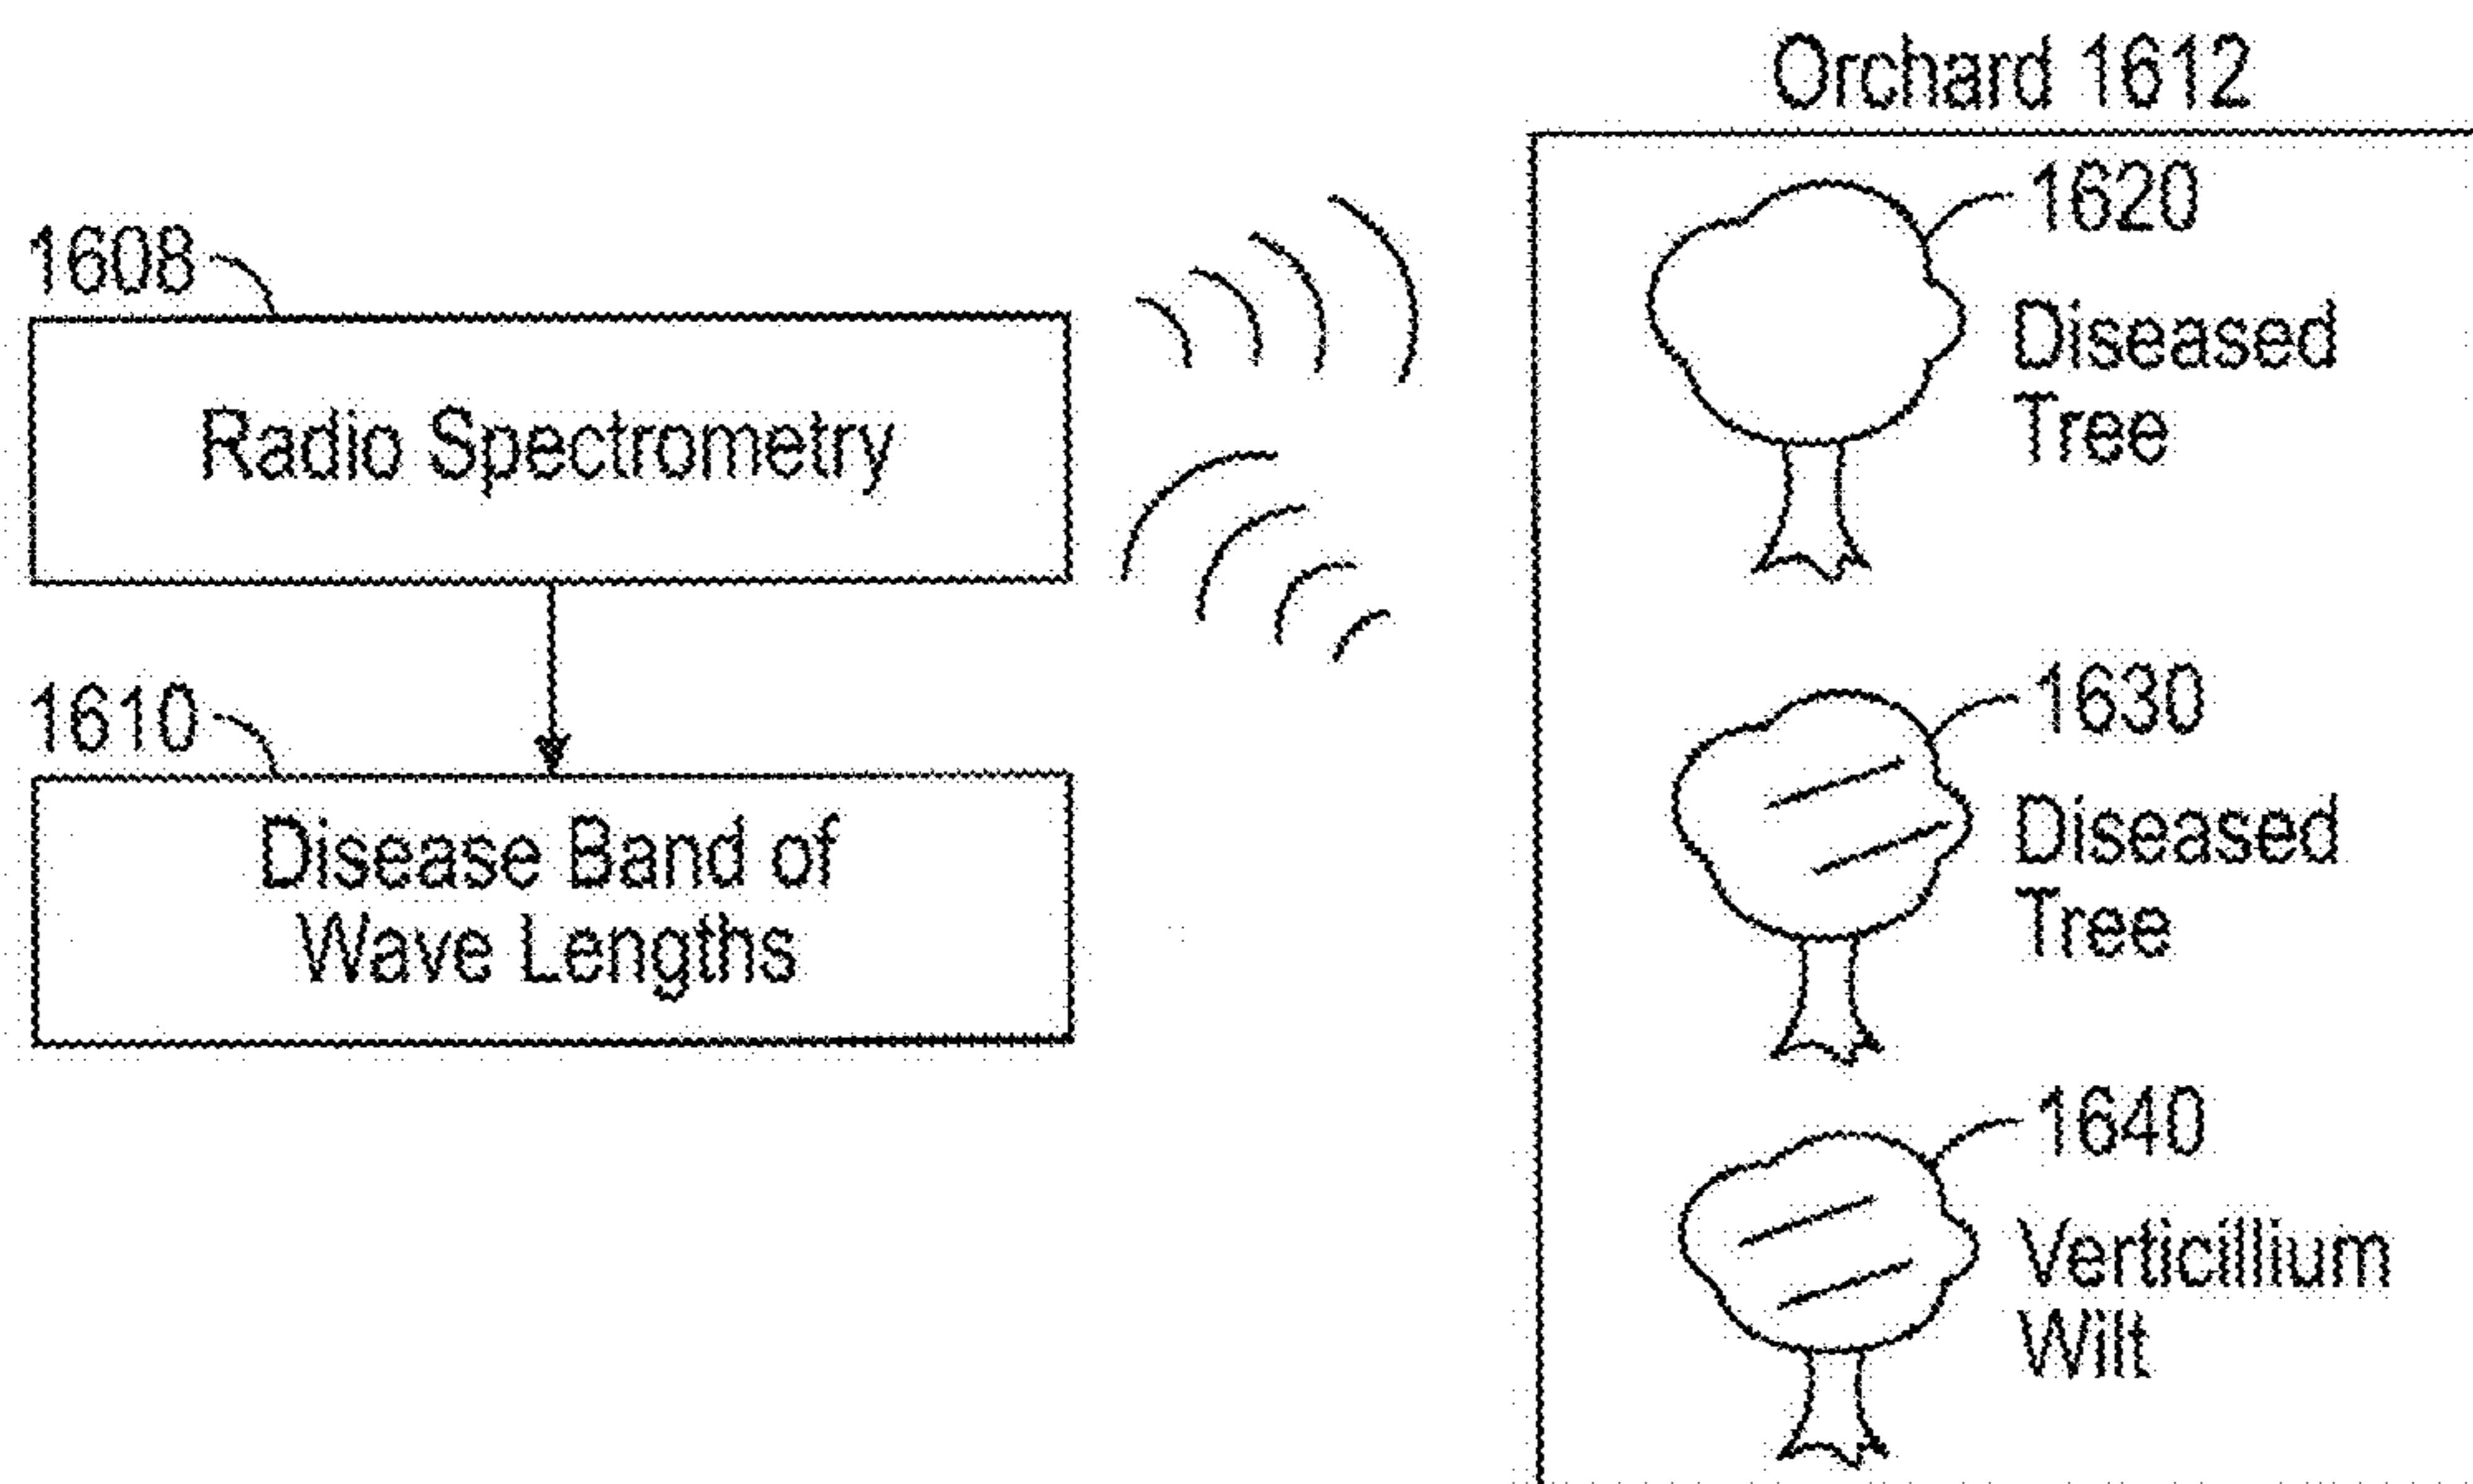 Orchard 1612
1608
Radio Spectrometry
1610
Disease Band of
Wave Lengths
1620
Diseased
Tree
1630
Diseased
Tree
1640
Verticillium
Wilt